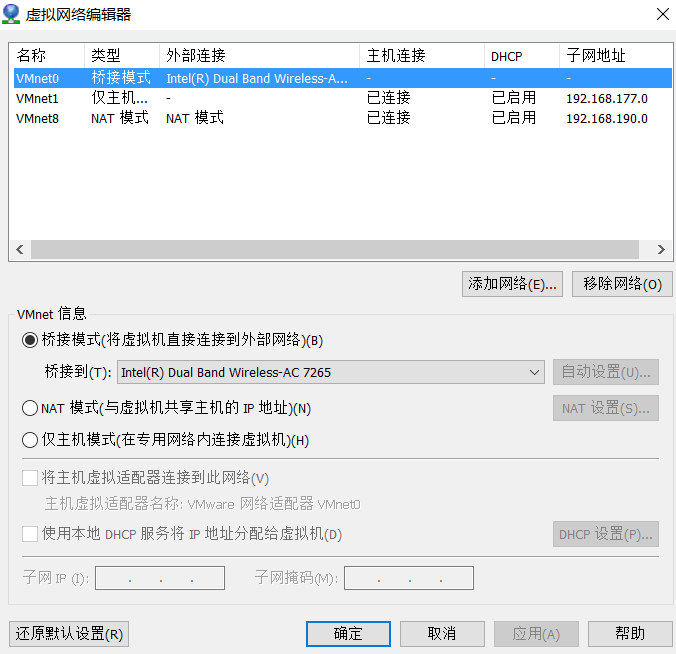 虚拟网络编辑器
名称 类型 外部连接 主机连接 DHCP 子网地址
VMnet0 桥接模式 Intel(R) Dual Band Wireless-A... - - -
VMnet1 仅主机... - 已连接 已启用 192.168.177.0
VMnet8 NAT 模式 NAT 模式 已连接 已启用 192.168.190.0
添加网络(E)... 移除网络(O)
VMnet 信息
桥接模式(将虚拟机直接连接到外部网络)(B)
桥接到(T): Intel(R) Dual Band Wireless-AC 7265 自动设置(U)...
NAT 模式(与虚拟机共享主机的 IP 地址)(N) NAT 设置(S)...
仅主机模式(在专用网络内连接虚拟机)(H)
将主机虚拟适配器连接到此网络(V)
主机虚拟适配器名称: VMware 网络适配器 VMnet0
使用本地 DHCP 服务将 IP 地址分配给虚拟机(D) DHCP 设置(P)...
子网 IP (I): . . . 子网掩码(M): . . .
还原默认设置(R) 确定 取消 应用(A) 帮助